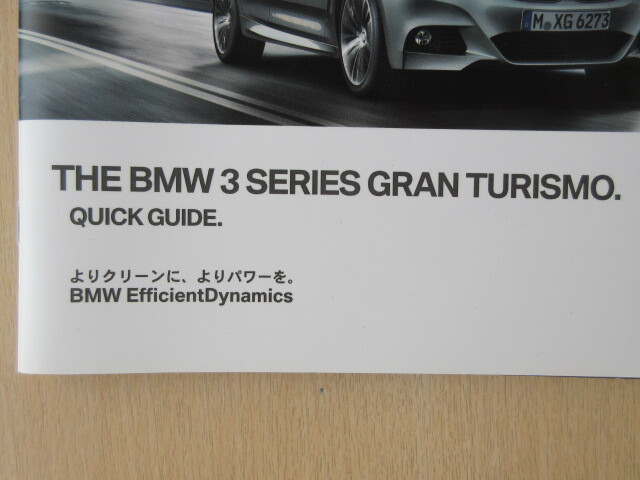 M XG 6273
THE BMW 3 SERIES GRAN TURISMO.
QUICK GUIDE.
よりクリーンに、よりパワーを。
BMW EfficientDynamics